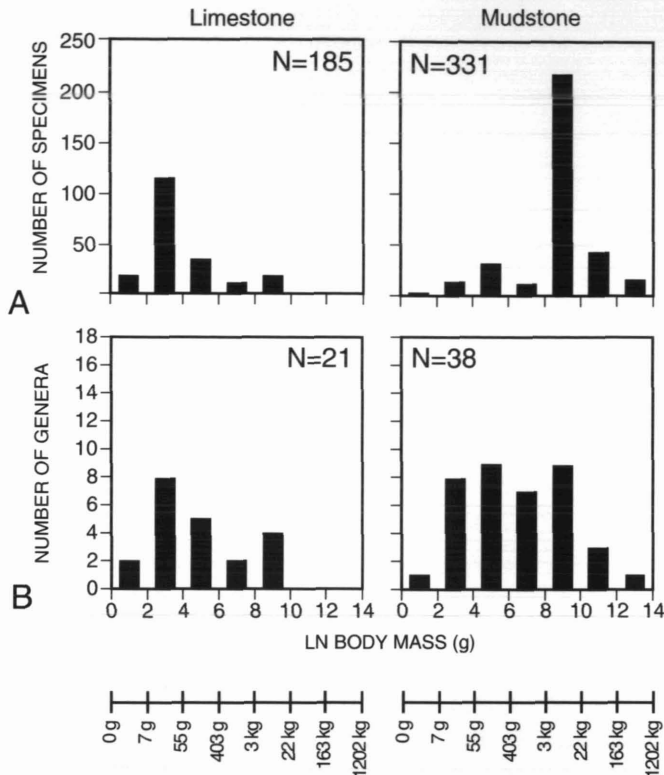 Limestone
Mudstone
NUMBER OF SPECIMENS
250
200
150
100
50
N=185
N=331
A
NUMBER OF GENERA
18
16
14
12
10
8
6
4
2
0
N=21
N=38
B
0 2 4 6 8 10 12 14
0 2 4 6 8 10 12 14
LN BODY MASS (g)
0 g 7 g 55 g 403 g 3 kg 22 kg 163 kg 1202 kg
0 g 7 g 55 g 403 g 3 kg 22 kg 163 kg 1202 kg